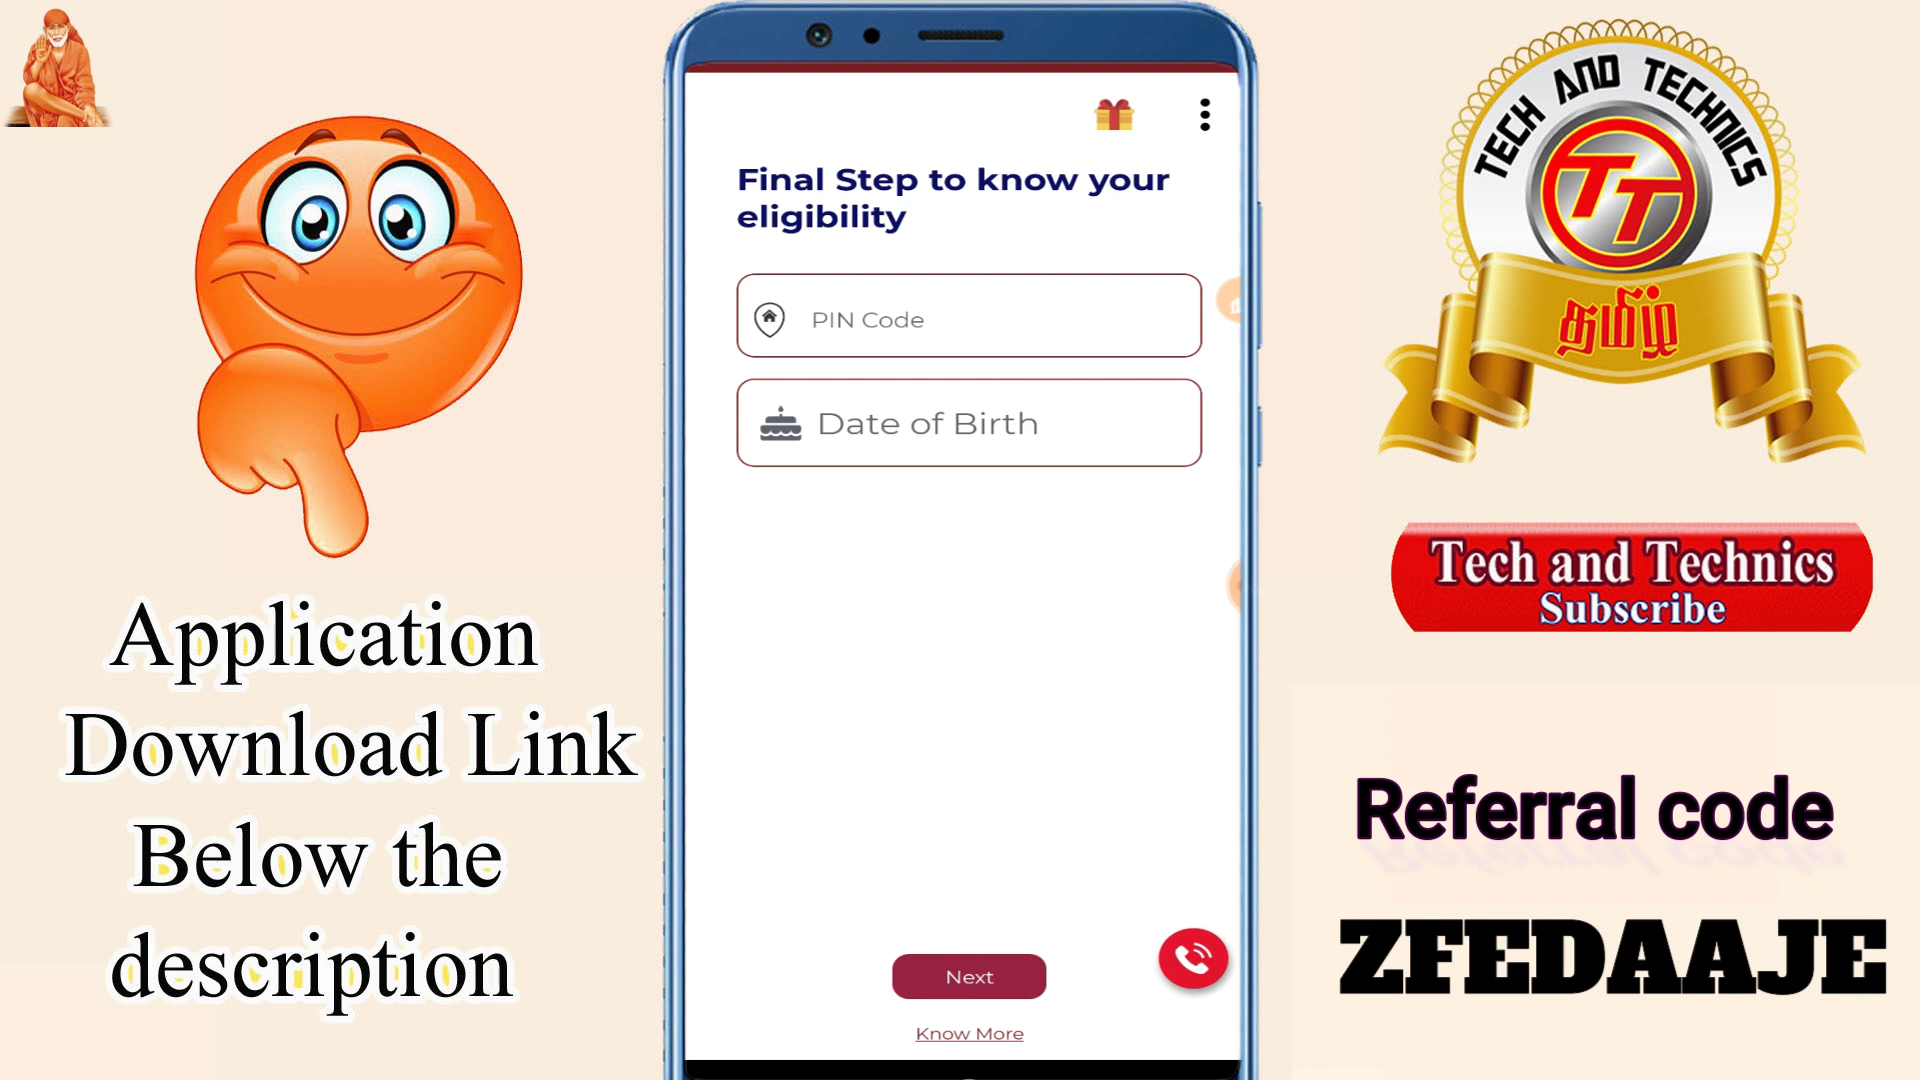 Application
Download Link
Below the
description
Final Step to know your
eligibility
PIN Code
Date of Birth
Next
Know More
TECH AND TECHNICS
TT
தமிழ்
Tech and Technics
Subscribe
Referral code
ZFEDAAJE